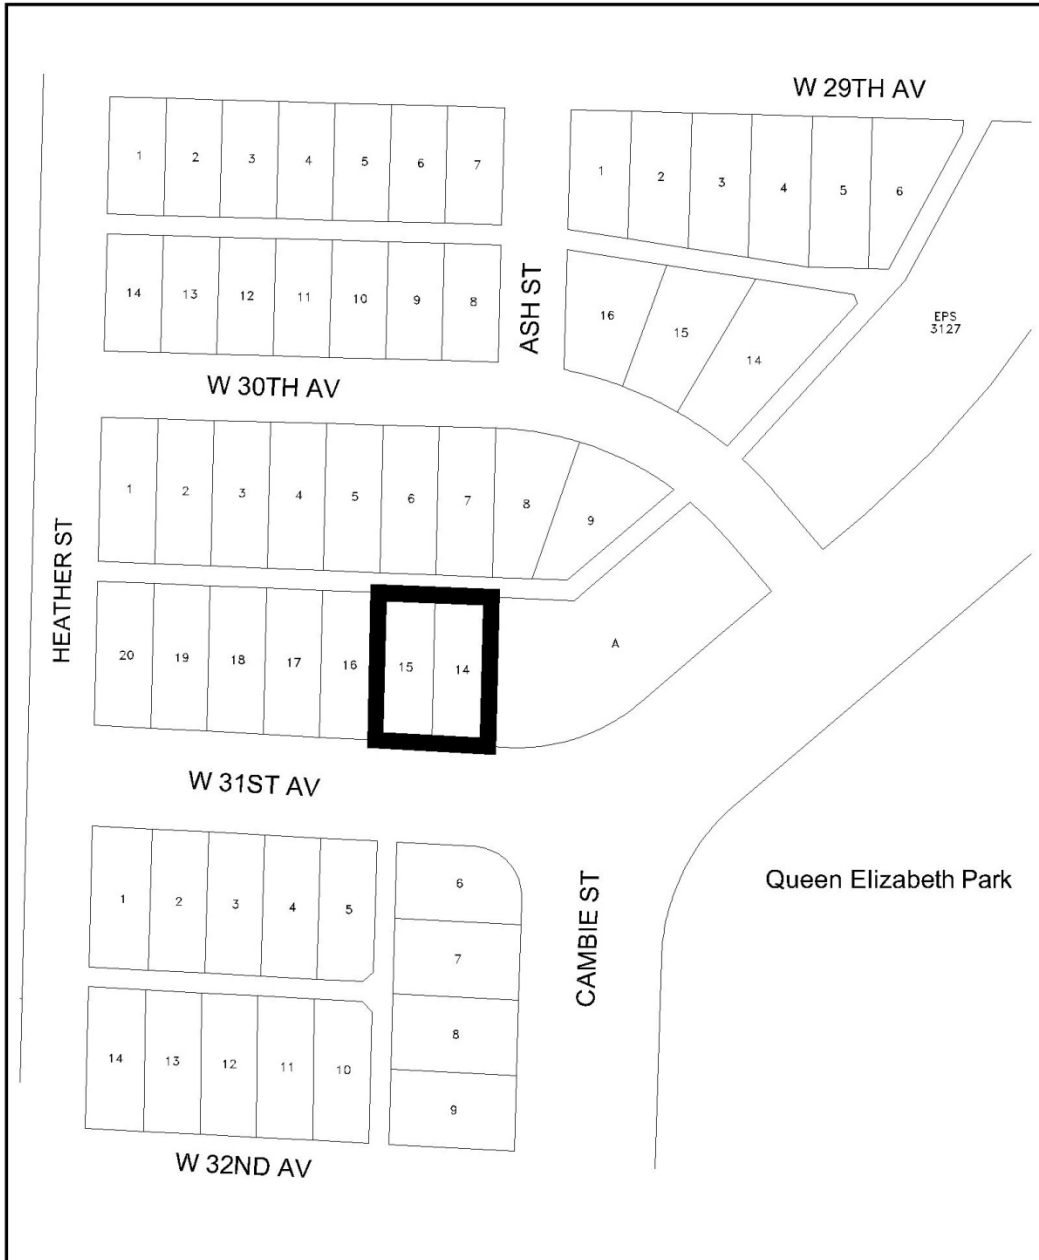 W 29TH AV
1 2 3 4 5 6 7
1 2 3 4 5 6
14 13 12 11 10 9 8
ASH ST
16 15 14
EPS
3127
W 30TH AV
1 2 3 4 5 6 7 8 9
HEATHER ST
20 19 18 17 16 15 14 A
W 31ST AV
1 2 3 4 5
6
7
8
9
CAMBIE ST
Queen Elizabeth Park
14 13 12 11 10
W 32ND AV